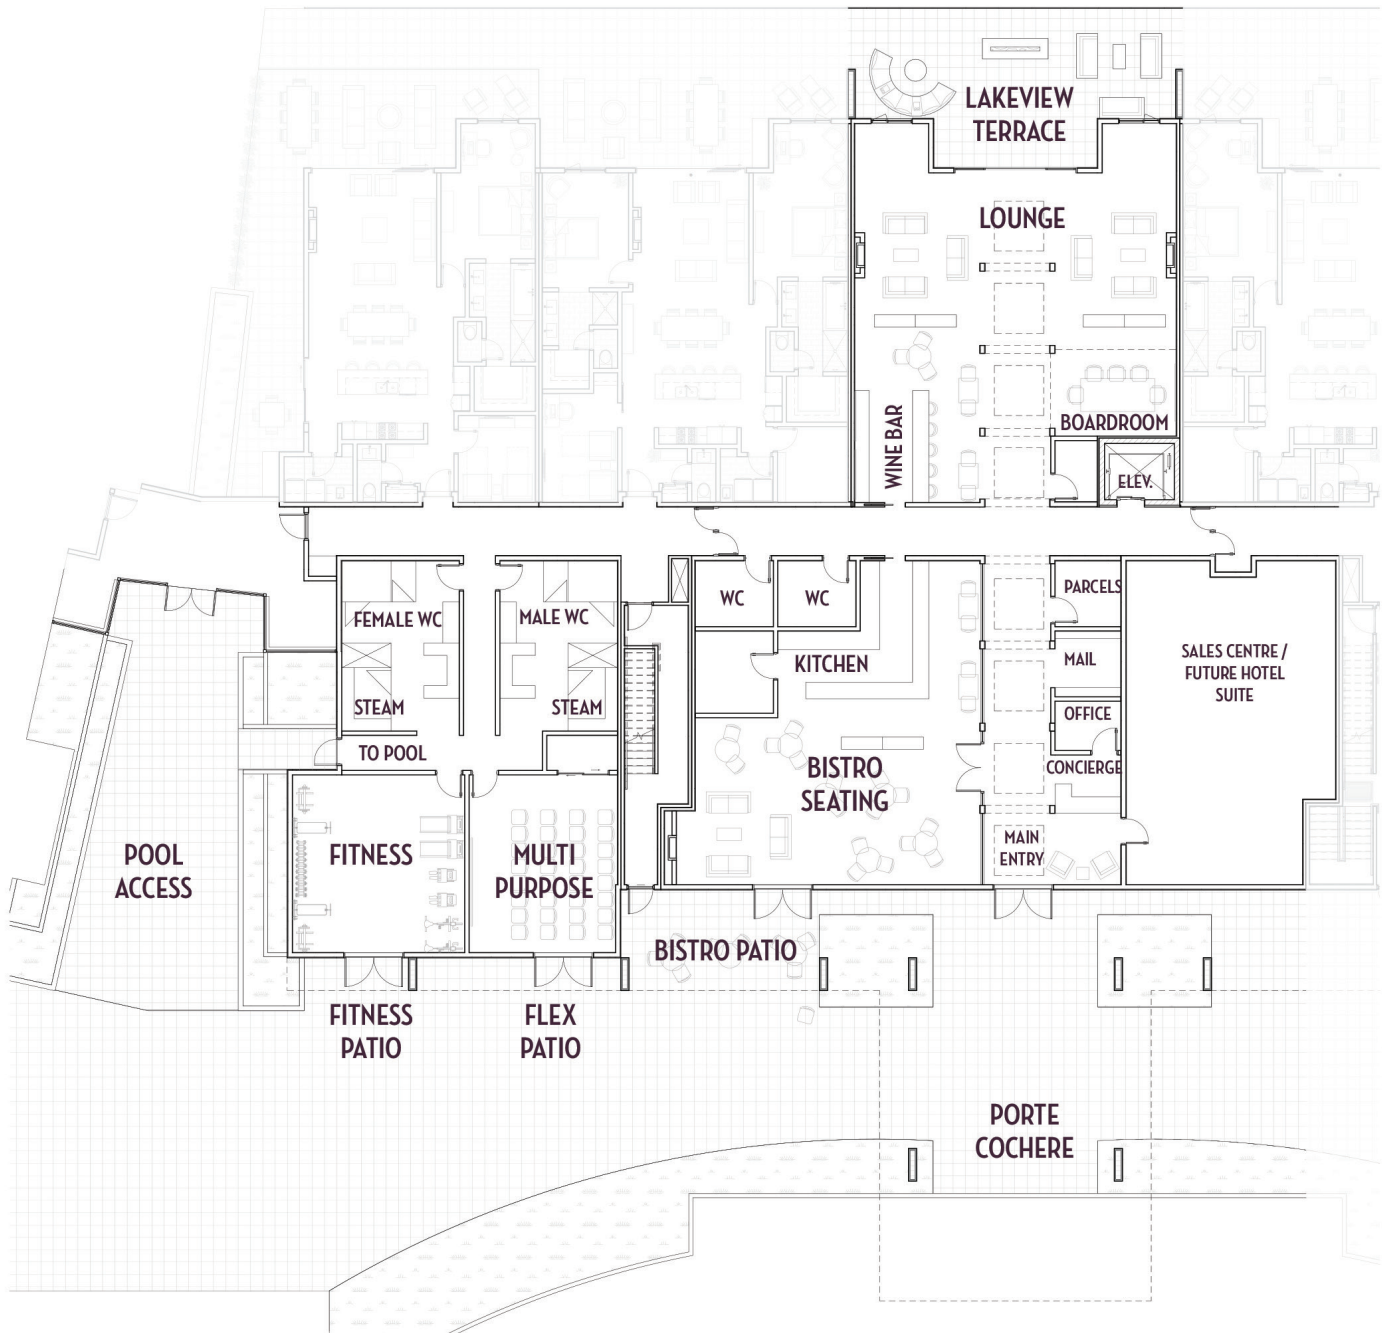 LAKEVIEW
TERRACE
LOUNGE
WINE BAR
BOARDROOM
ELEV.
WC
WC
PARCELS
FEMALE WC
MALE WC
KITCHEN
MAIL
SALES CENTRE /
FUTURE HOTEL
SUITE
STEAM
STEAM
OFFICE
TO POOL
BISTRO
SEATING
CONCIERGE
POOL
ACCESS
FITNESS
MULTI
PURPOSE
MAIN
ENTRY
BISTRO PATIO
FITNESS
PATIO
FLEX
PATIO
PORTE
COCHERE